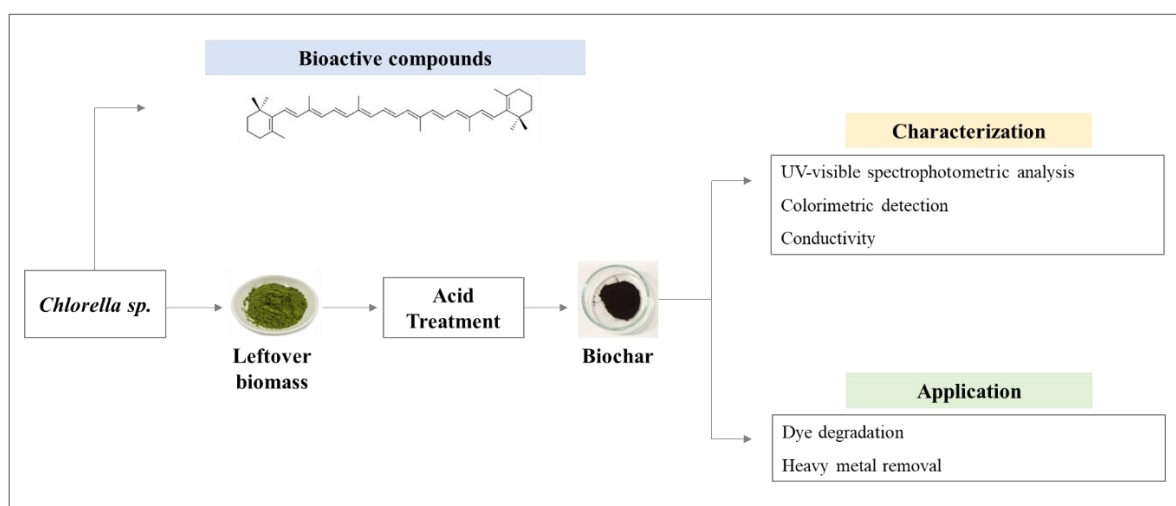 Bioactive compounds
Characterization
UV-visible spectrophotometric analysis
Colorimetric detection
Conductivity
Chlorella sp.
Acid
Treatment
Leftover
biomass
Biochar
Application
Dye degradation
Heavy metal removal